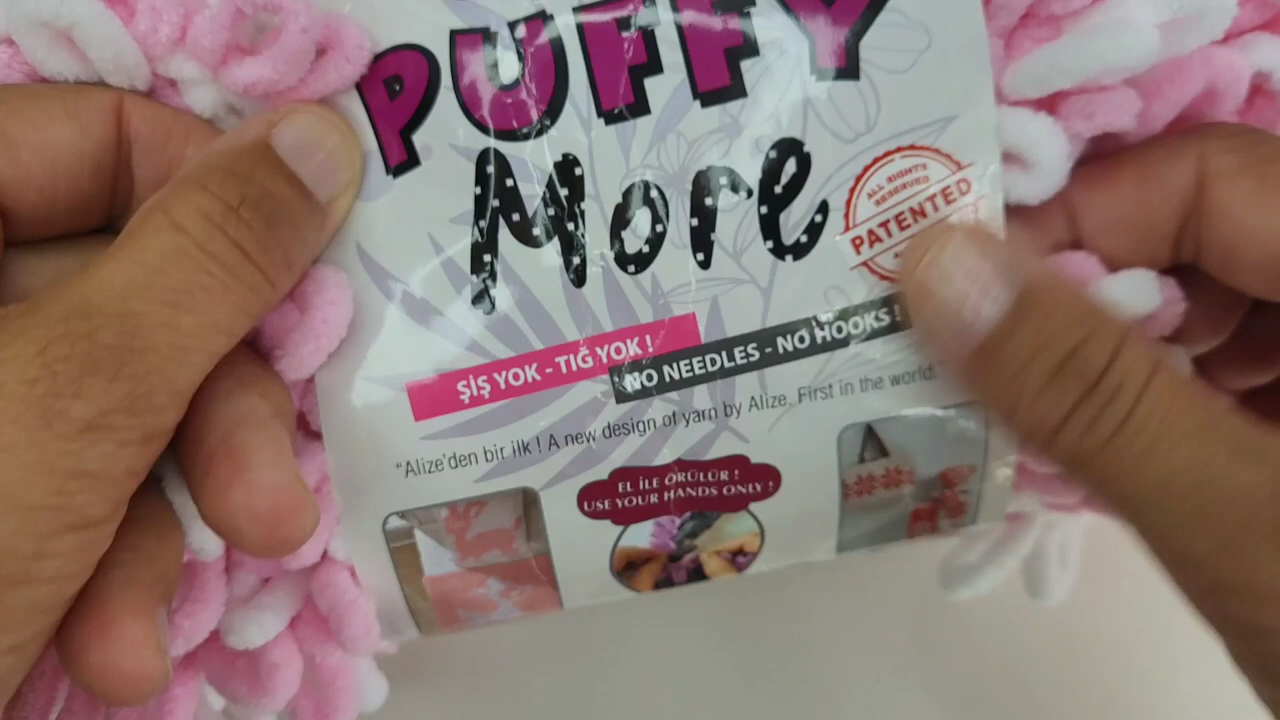 PUFFY
More
ALL RIGHTS
RESERVED
PATENTED
ŞİŞ YOK - TIĞ YOK !
NO NEEDLES - NO HOOKS !
“Alize'den bir ilk ! A new design of yarn by Alize. First in the world.
EL İLE ÖRÜLÜR !
USE YOUR HANDS ONLY !